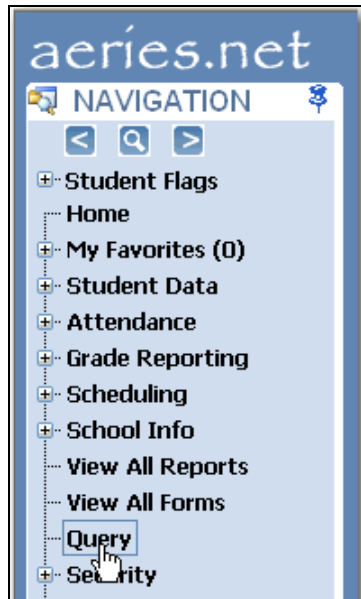 aeries.net
NAVIGATION
< >
Student Flags
Home
My Favorites (0)
Student Data
Attendance
Grade Reporting
Scheduling
School Info
View All Reports
View All Forms
Query
Security